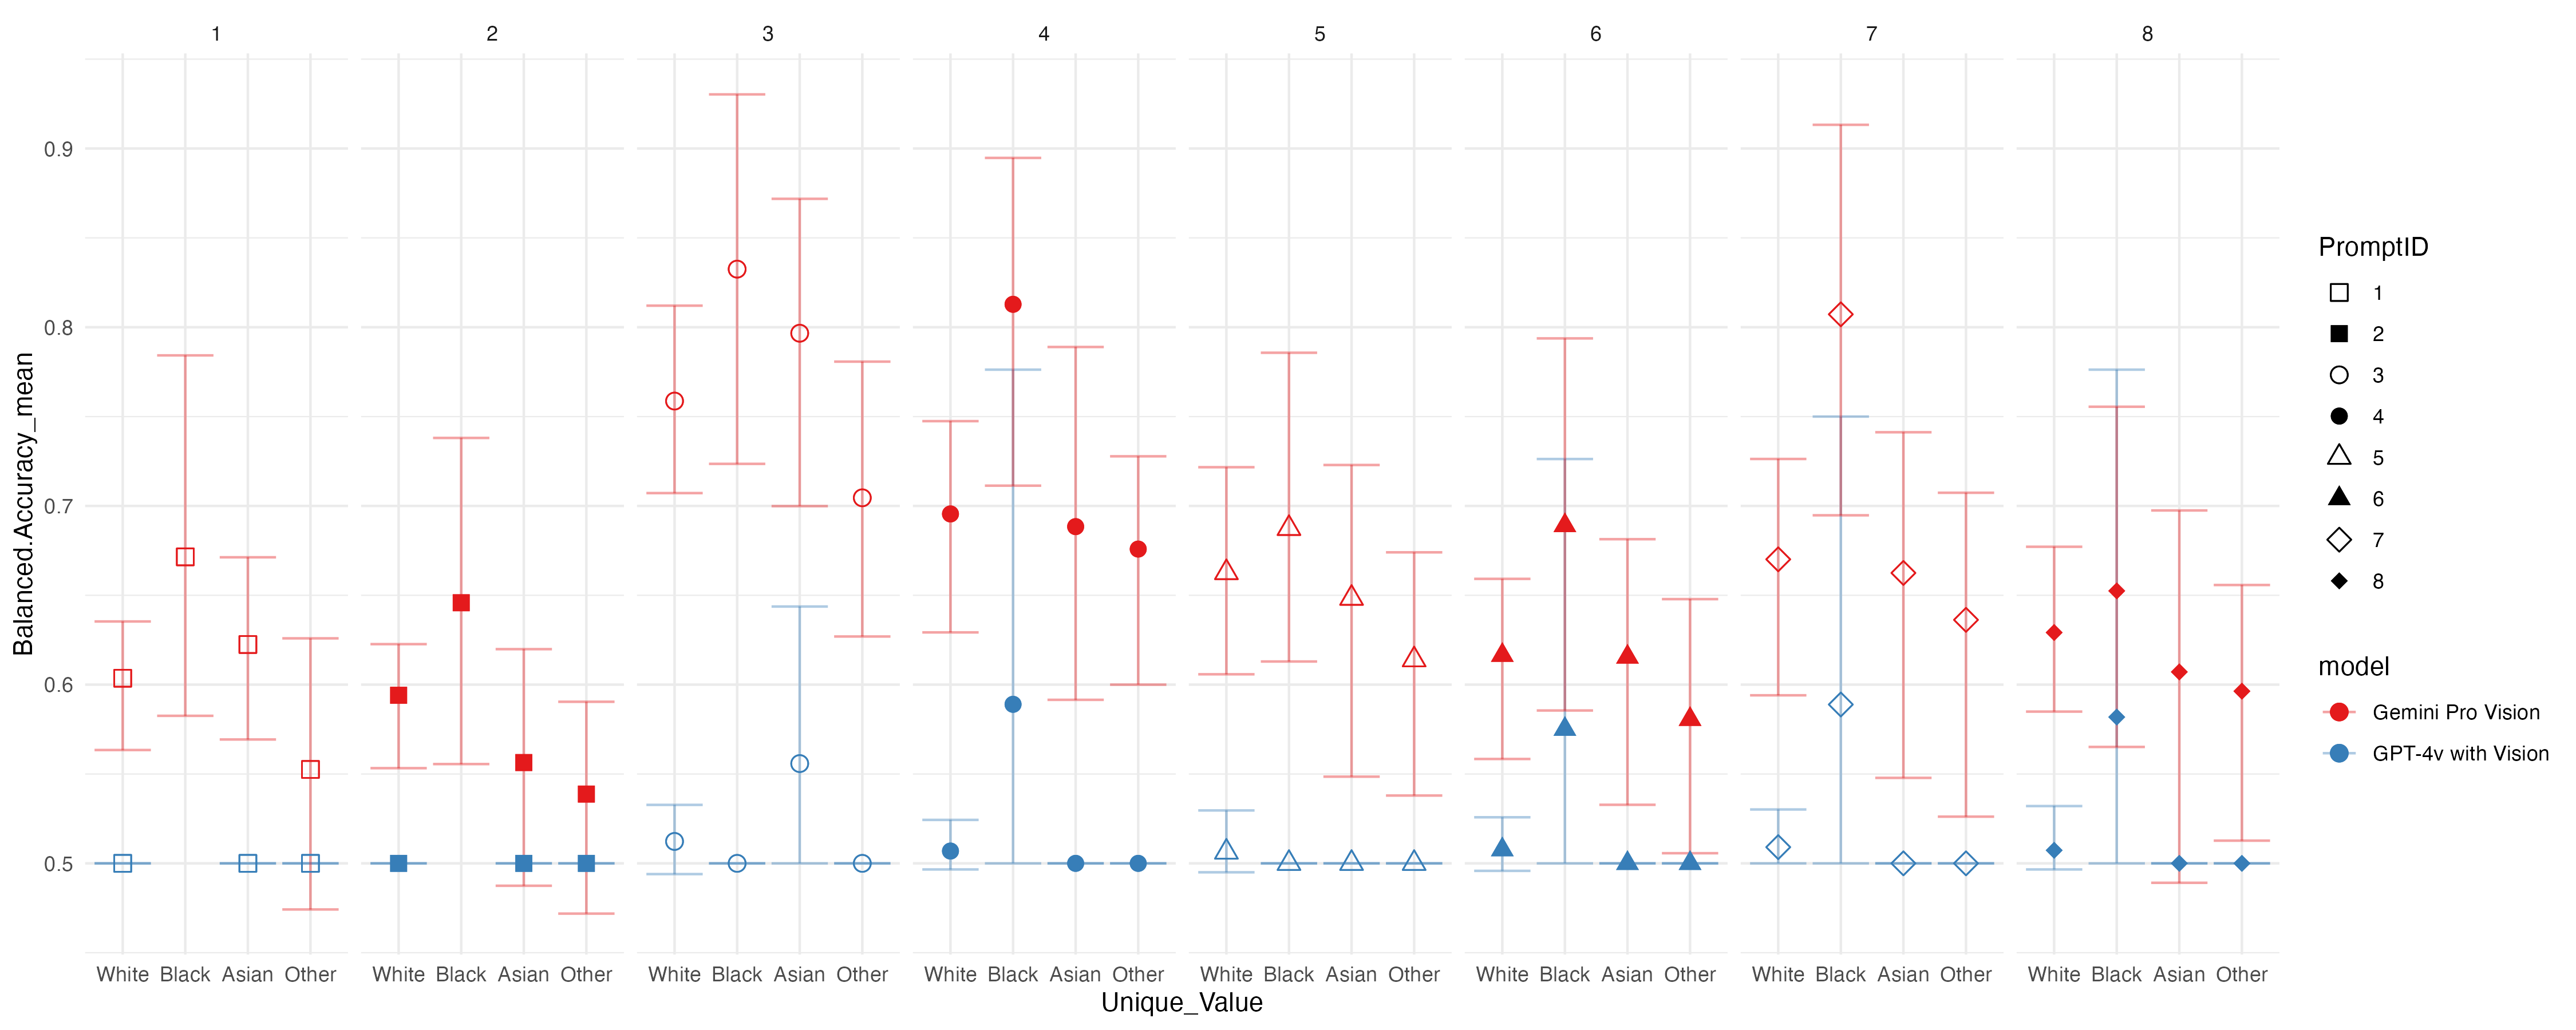 1 2 3 4 5 6 7 8
Balanced.Accuracy_mean
0.9
0.8
0.7
0.6
0.5
White Black Asian Other White Black Asian Other White Black Asian Other White Black Asian Other White Black Asian Other White Black Asian Other White Black Asian Other White Black Asian Other
Unique_Value
PromptID
1
2
3
4
5
6
7
8
model
Gemini Pro Vision
GPT-4v with Vision